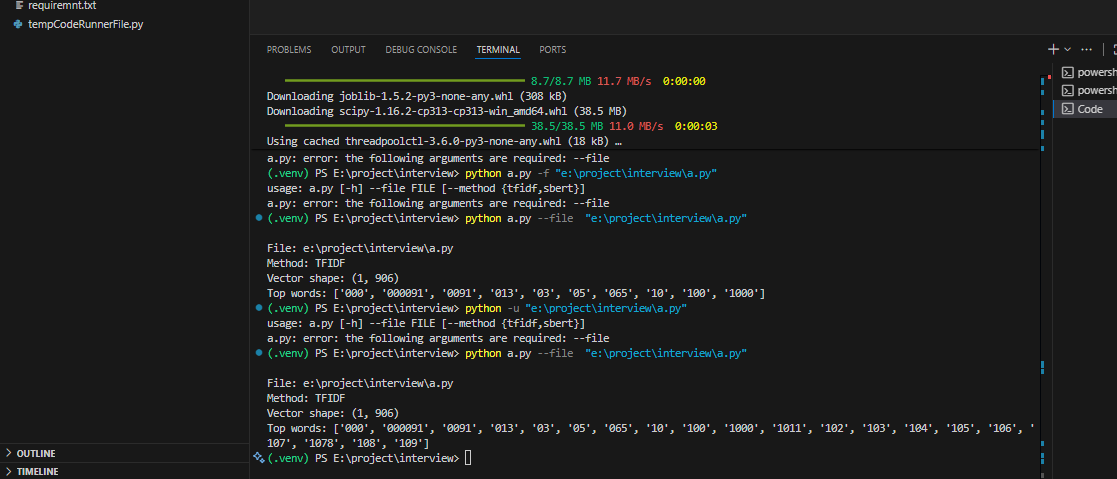 requiremnt.txt
tempCodeRunnerFile.py
PROBLEMS OUTPUT DEBUG CONSOLE TERMINAL PORTS
8.7/8.7 MB 11.7 MB/s 0:00:00
Downloading joblib-1.5.2-py3-none-any.whl (308 kB)
Downloading scipy-1.16.2-cp313-cp313-win_amd64.whl (38.5 MB)
38.5/38.5 MB 11.0 MB/s 0:00:03
Using cached threadpoolctl-3.6.0-py3-none-any.whl (18 kB) …
a.py: error: the following arguments are required: --file
(.venv) PS E:\project\interview> python a.py -f "e:\project\interview\a.py"
usage: a.py [-h] --file FILE [--method {tfidf,sbert}]
a.py: error: the following arguments are required: --file
(.venv) PS E:\project\interview> python a.py --file  "e:\project\interview\a.py"
File: e:\project\interview\a.py
Method: TFIDF
Vector shape: (1, 906)
Top words: ['000', '000091', '0091', '013', '03', '05', '065', '10', '100', '1000']
(.venv) PS E:\project\interview> python -u "e:\project\interview\a.py"
usage: a.py [-h] --file FILE [--method {tfidf,sbert}]
a.py: error: the following arguments are required: --file
(.venv) PS E:\project\interview> python a.py --file  "e:\project\interview\a.py"
File: e:\project\interview\a.py
Method: TFIDF
Vector shape: (1, 906)
Top words: ['000', '000091', '0091', '013', '03', '05', '065', '10', '100', '1000', '1011', '102', '103', '104', '105', '106', '
107', '1078', '108', '109']
(.venv) PS E:\project\interview>
powersh
powersh
Code
OUTLINE
TIMELINE